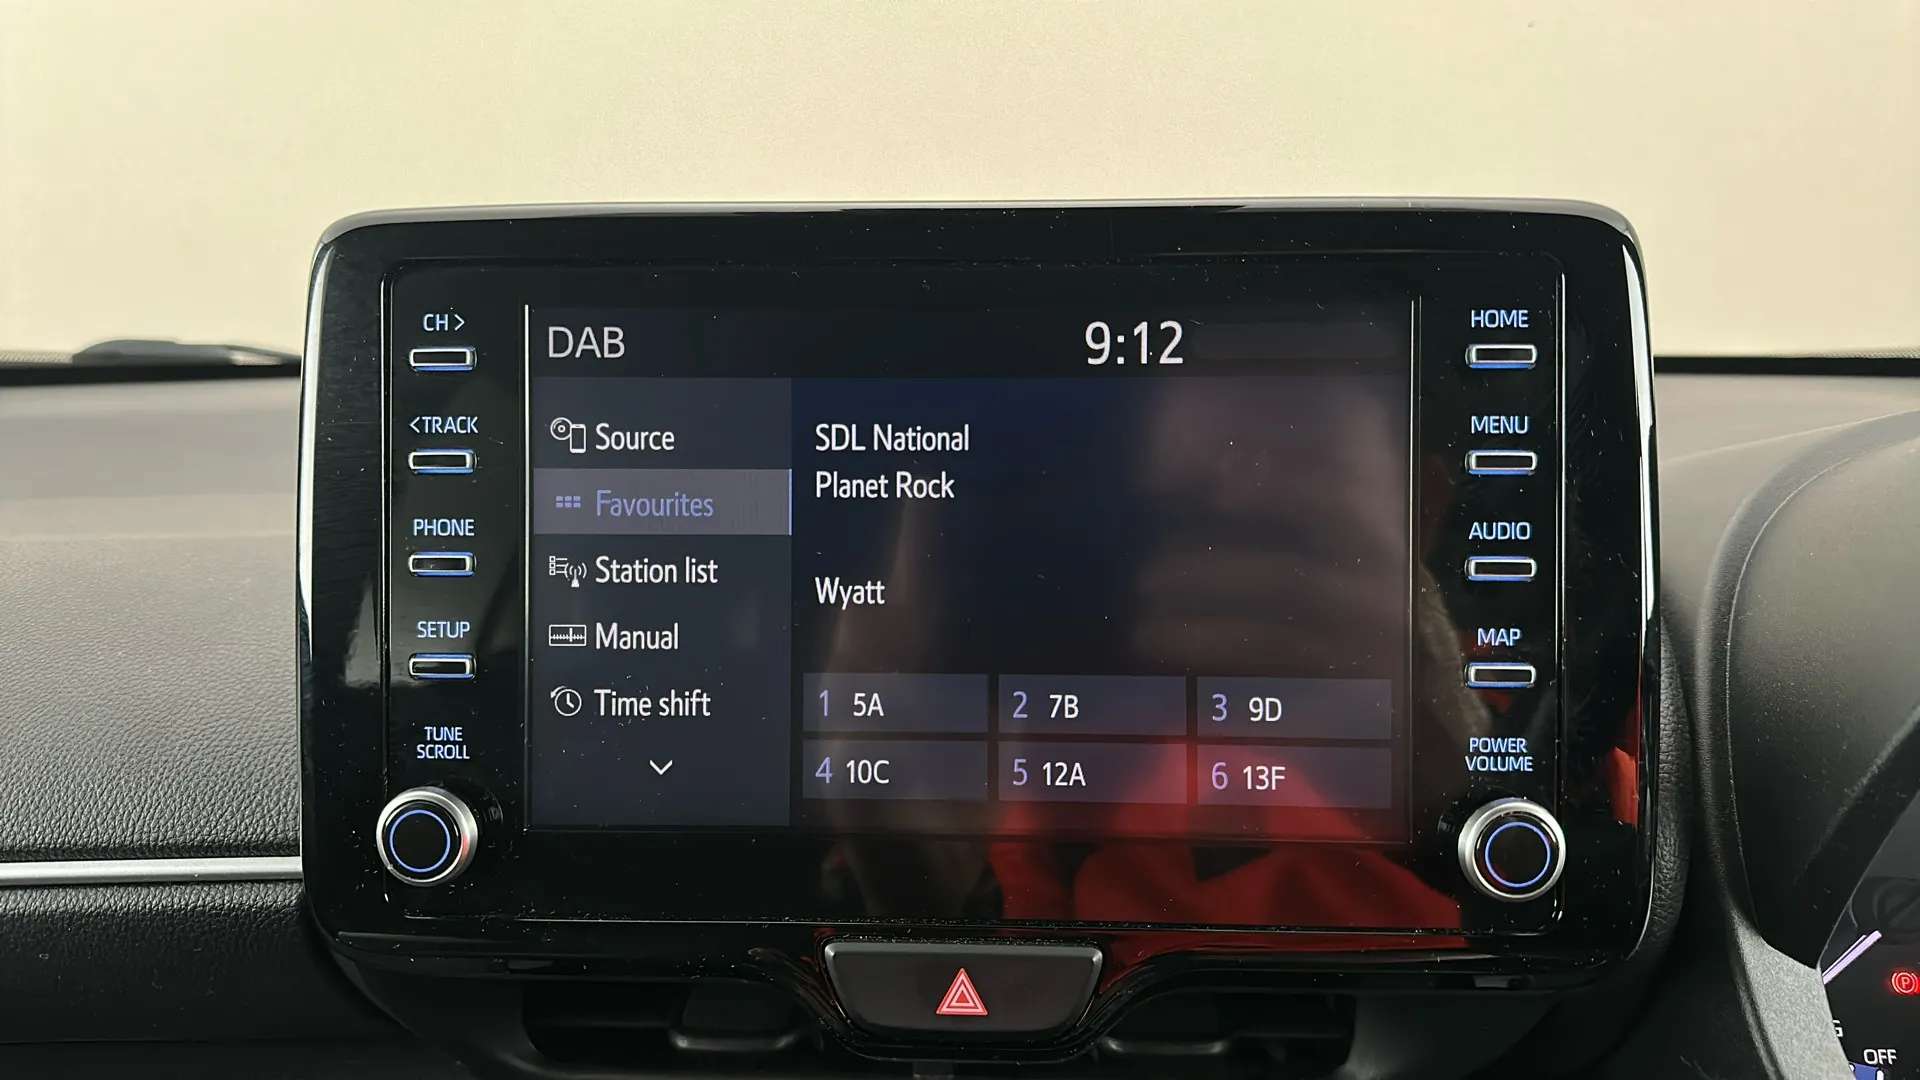 CH>
<TRACK
PHONE
SETUP
TUNE
SCROLL
DAB
9:12
Source
Favourites
Station list
Manual
Time shift
SDL National
Planet Rock
Wyatt
1 5A
2 7B
3 9D
4 10C
5 12A
6 13F
HOME
MENU
AUDIO
MAP
POWER
VOLUME
OFF